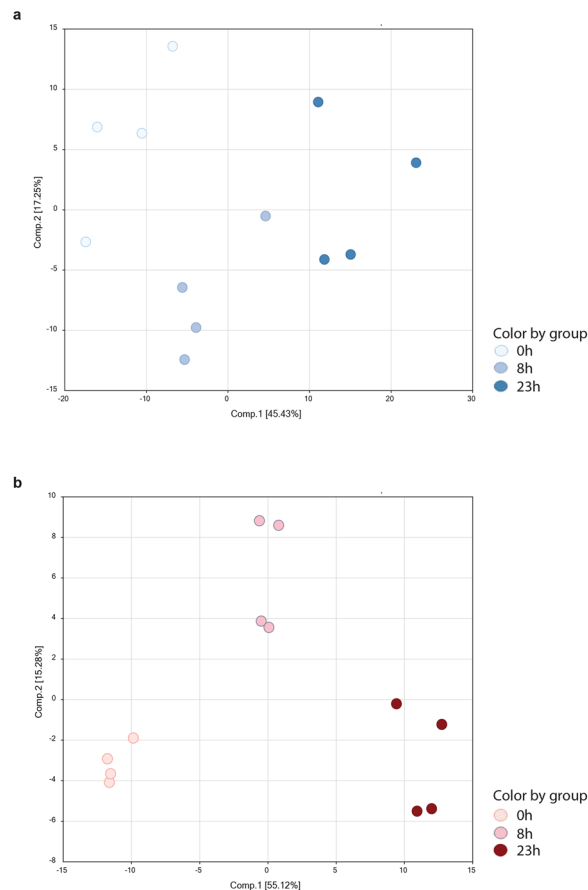 a
15
10
5
0
-5
-10
-15
-20
-10
0
10
20
30
Comp.2 [17.25%]
Comp.1 [45.43%]
Color by group
0h
8h
23h
b
10
8
6
4
2
0
-2
-4
-6
-8
-15
-10
-5
0
5
10
15
Comp.2 [15.28%]
Comp.1 [55.12%]
Color by group
0h
8h
23h